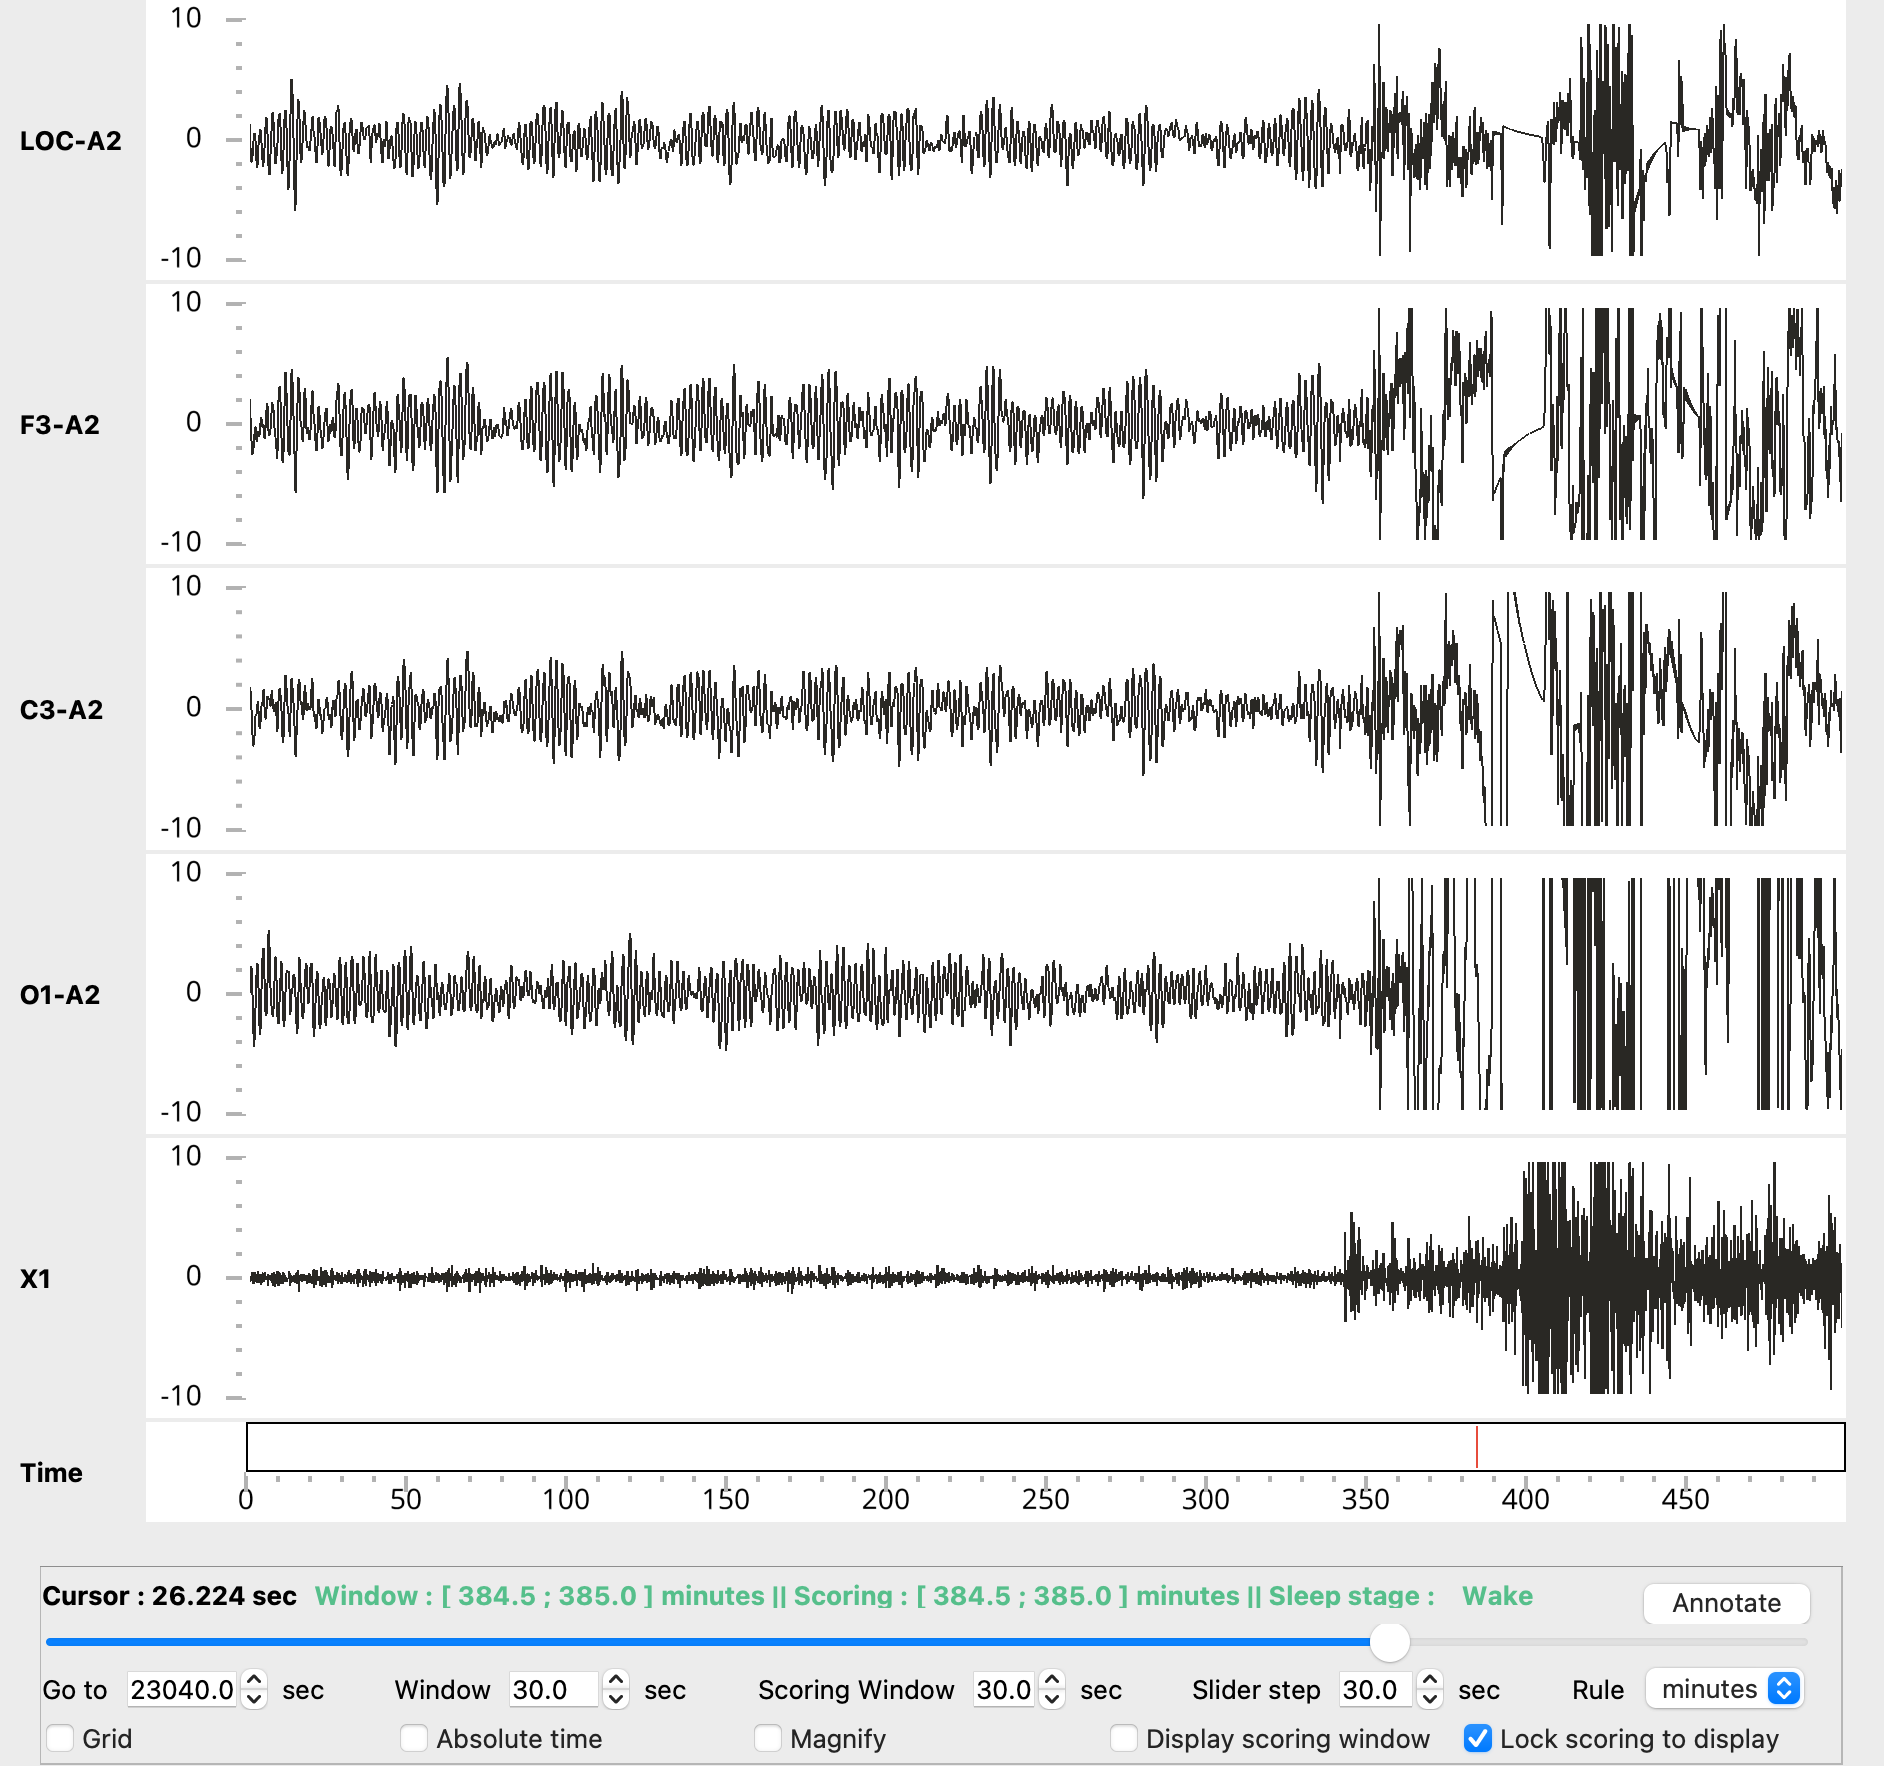 10
LOC-A2 0
-10
10
F3-A2 0
-10
10
C3-A2 0
-10
10
O1-A2 0
-10
10
X1 0
-10
Time
0 50 100 150 200 250 300 350 400 450
Cursor : 26.224 sec Window : [ 384.5 ; 385.0 ] minutes || Scoring : [ 384.5 ; 385.0 ] minutes || Sleep stage : Wake Annotate
Go to 23040.0 sec Window 30.0 sec Scoring Window 30.0 sec Slider step 30.0 sec Rule minutes
Grid Absolute time Magnify Display scoring window Lock scoring to display